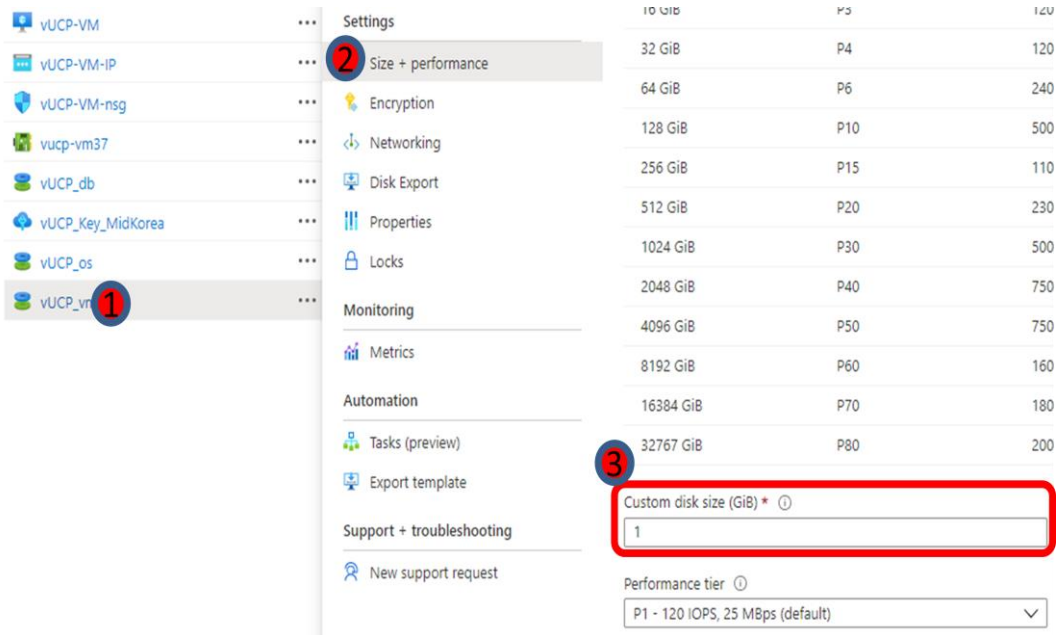 vUCP-VM
vUCP-VM-IP
vUCP-VM-nsg
vucp-vm37
vUCP_db
vUCP_Key_MidKorea
vUCP_os
1
Settings
2 Size + performance
Encryption
Networking
Disk Export
Properties
Locks
Monitoring
Metrics
Automation
Tasks (preview)
Export template
Support + troubleshooting
New support request
16 GiB P3 120
32 GiB P4 120
64 GiB P6 240
128 GiB P10 500
256 GiB P15 110
512 GiB P20 230
1024 GiB P30 500
2048 GiB P40 750
4096 GiB P50 750
8192 GiB P60 160
16384 GiB P70 180
32767 GiB P80 200
3
Custom disk size (GiB) *
1
Performance tier
P1 - 120 IOPS, 25 MBps (default)